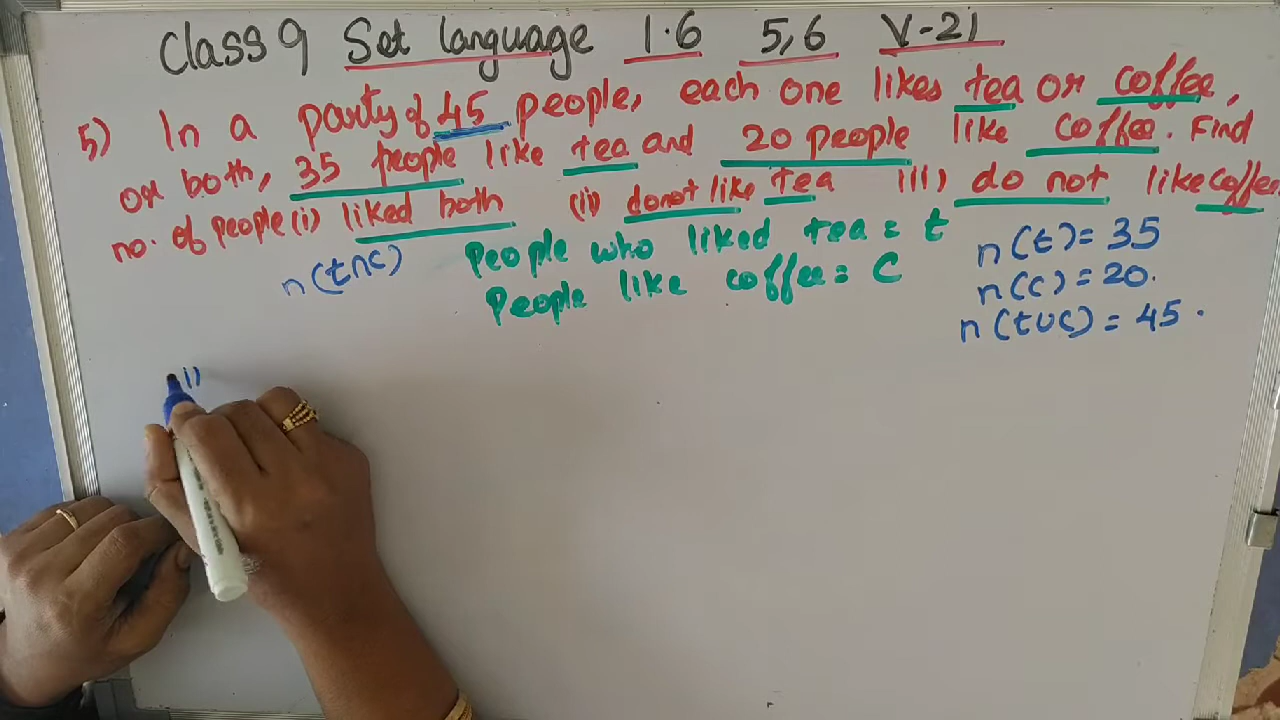 Class 9 Set language 1.6 5,6 V-21
5) In a party of 45 people, each one likes tea or coffee,
or both, 35 people like tea and 20 people like coffee. Find
no. of people (i) liked both (ii) do not like tea (iii) do not like coffee
n(t∩c) People who liked tea = t n(t) = 35
People like coffee = C n(c) = 20.
n(t∪c) = 45.
i)